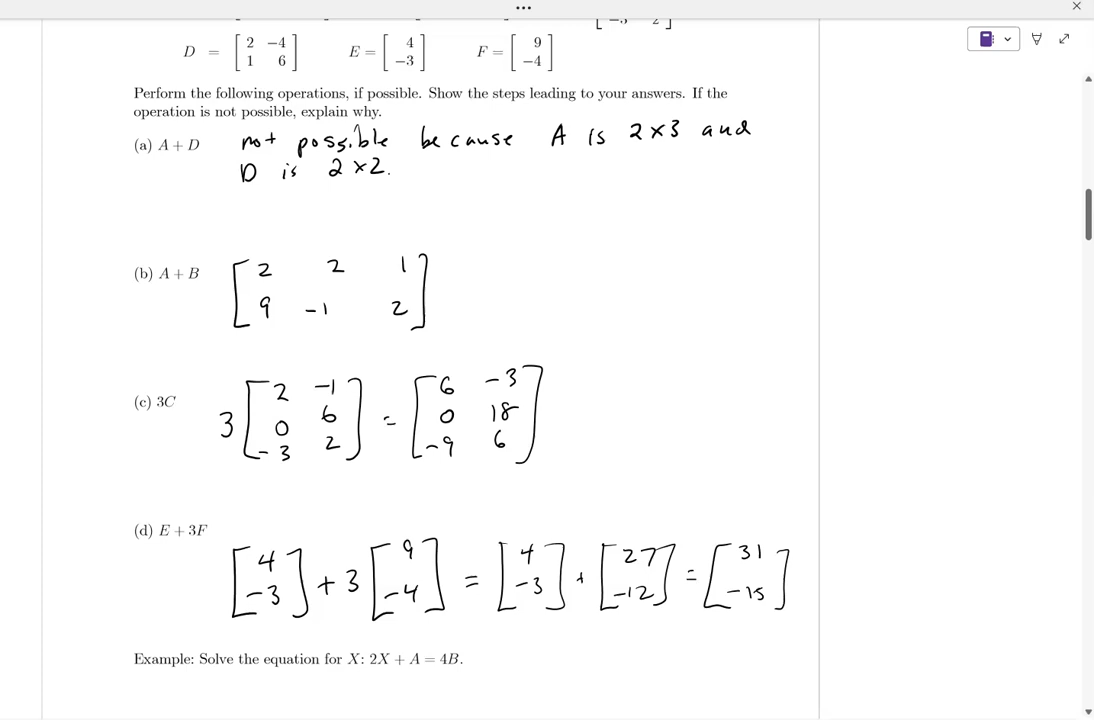 -3 2
D = [2 -4 1 6] E = [4 -3] F = [9 -4]
Perform the following operations, if possible. Show the steps leading to your answers. If the
operation is not possible, explain why.
(a) A + D not possible because A is 2×3 and
D is 2×2.
(b) A + B [2 2 1
9 -1 2]
(c) 3C 3[2 -1 0 6 -3 2] = [6 -3 0 18 -9 6]
(d) E + 3F
[4 -3] + 3[9 -4] = [4 -3] + [27 -12] = [31 -15]
Example: Solve the equation for X: 2X + A = 4B.